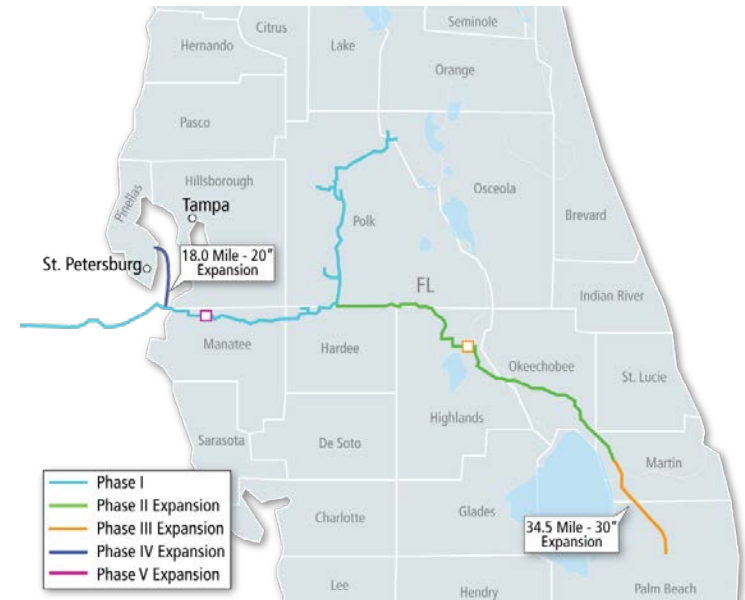 Citrus
Seminole
Hernando
Lake
Orange
Pasco
Pinellas
Hillsborough
Tampa
Osceola
Polk
Brevard
18.0 Mile - 20"
Expansion
St. Petersburg
FL
Indian River
Manatee
Hardee
Okeechobee
St. Lucie
Highlands
Sarasota
De Soto
Martin
Phase I
Phase II Expansion
Phase III Expansion
Phase IV Expansion
Phase V Expansion
Charlotte
Glades
34.5 Mile - 30"
Expansion
Lee
Hendry
Palm Beach